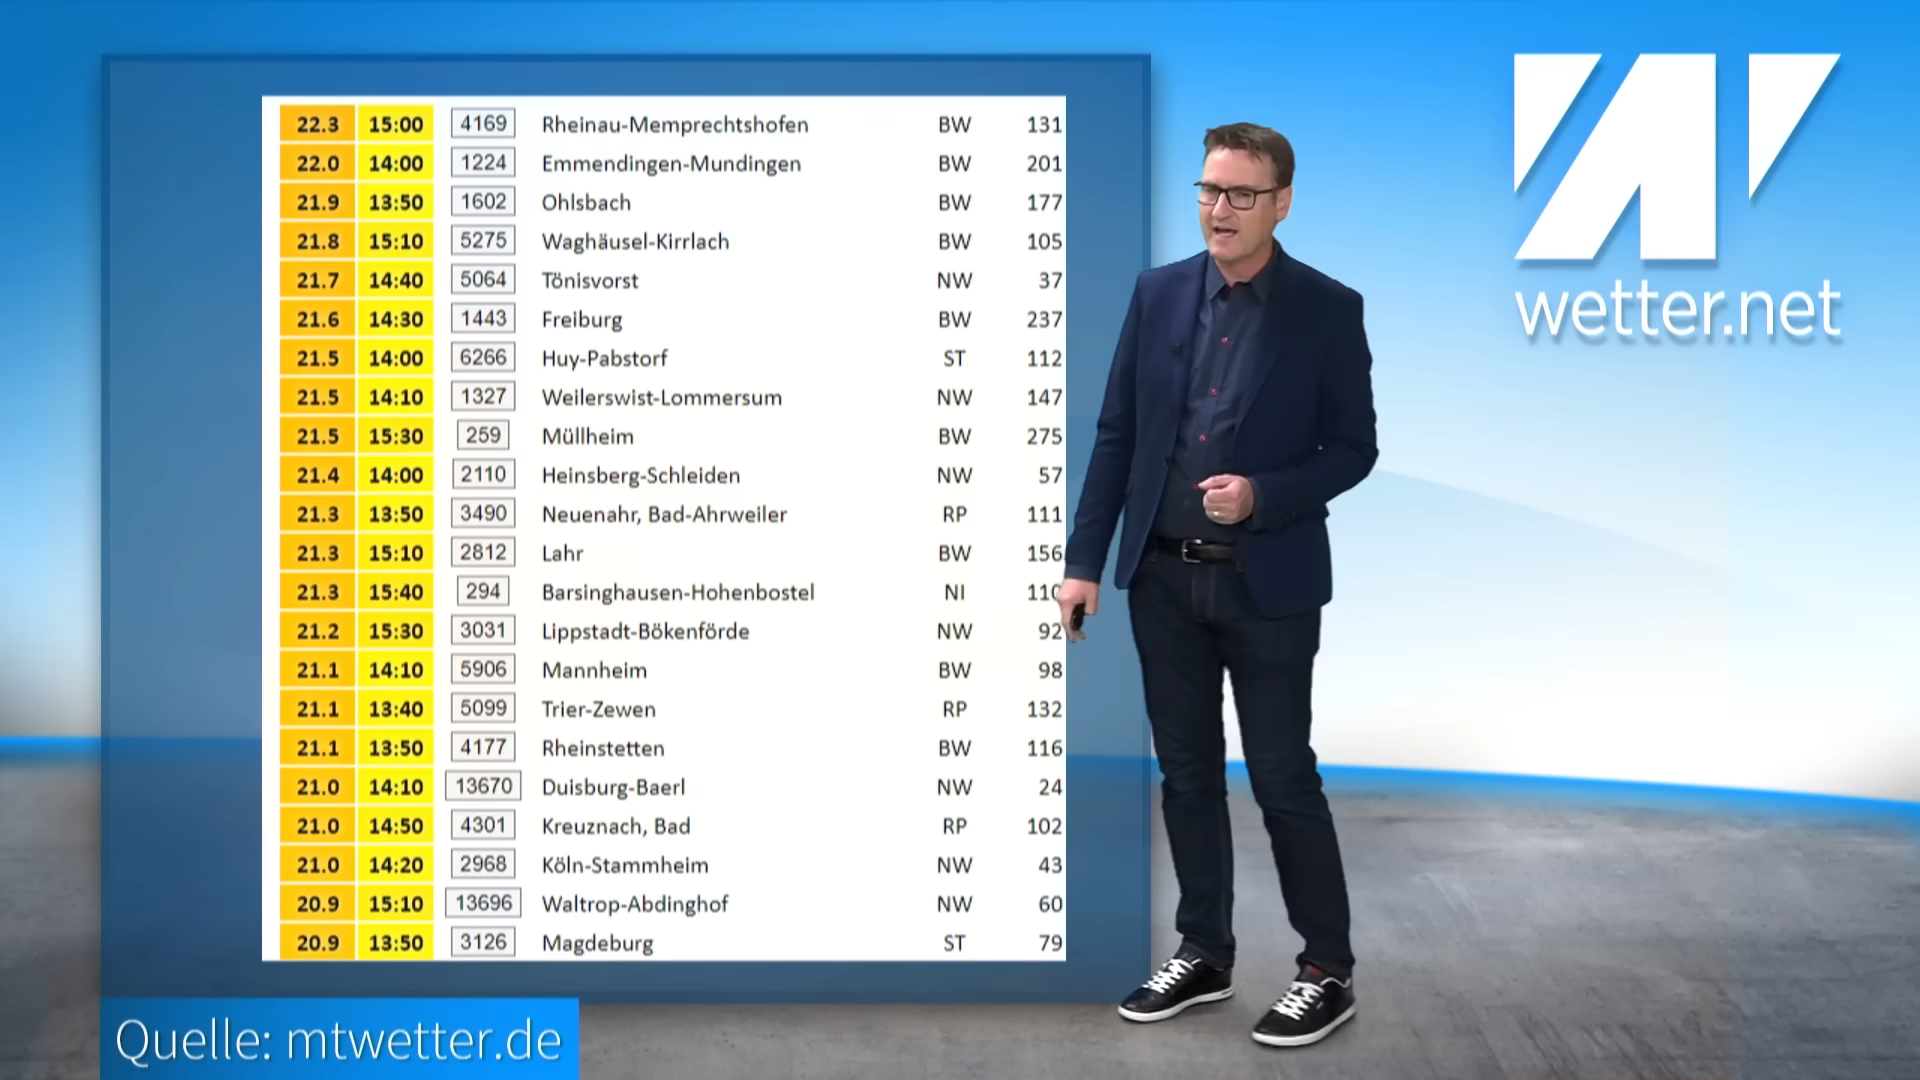 22.3 15:00 4169 Rheinau-Memprechtshofen BW 131
22.0 14:00 1224 Emmendingen-Mundingen BW 201
21.9 13:50 1602 Ohlsbach BW 177
21.8 15:10 5275 Waghäusel-Kirrlach BW 105
21.7 14:40 5064 Tönisvorst NW 37
21.6 14:30 1443 Freiburg BW 237
21.5 14:00 6266 Huy-Pabstorf ST 112
21.5 14:10 1327 Weilerswist-Lommersum NW 147
21.5 15:30 259 Müllheim BW 275
21.4 14:00 2110 Heinsberg-Schleiden NW 57
21.3 13:50 3490 Neuenahr, Bad-Ahrweiler RP 111
21.3 15:10 2812 Lahr BW 156
21.3 15:40 294 Barsinghausen-Hohenbostel NI 110
21.2 15:30 3031 Lippstadt-Bökenförde NW 92
21.1 14:10 5906 Mannheim BW 98
21.1 13:40 5099 Trier-Zewen RP 132
21.1 13:50 4177 Rheinstetten BW 116
21.0 14:10 13670 Duisburg-Baerl NW 24
21.0 14:50 4301 Kreuznach, Bad RP 102
21.0 14:20 2968 Köln-Stammheim NW 43
20.9 15:10 13696 Waltrop-Abdinghof NW 60
20.9 13:50 3126 Magdeburg ST 79
wetter.net
Quelle: mtwetter.de